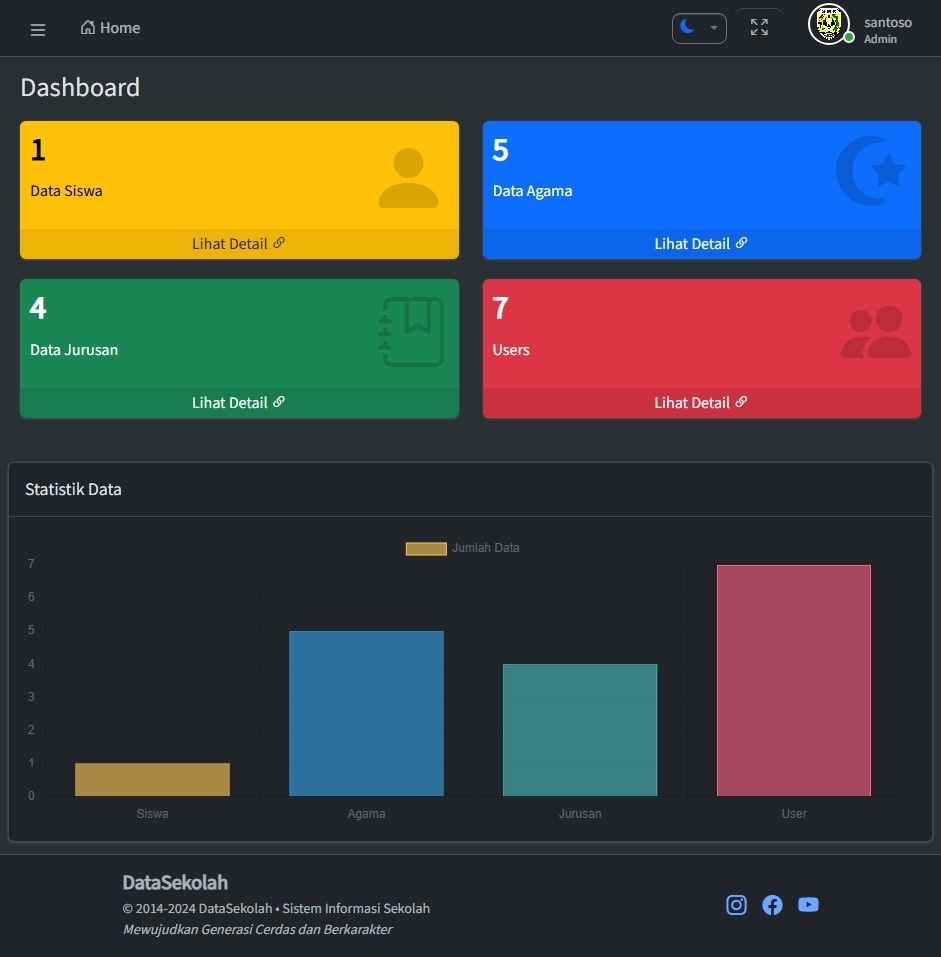 Home
santoso
Admin
Dashboard
1
Data Siswa
Lihat Detail
5
Data Agama
Lihat Detail
4
Data Jurusan
Lihat Detail
7
Users
Lihat Detail
Statistik Data
Jumlah Data
7
6
5
4
3
2
1
0
Siswa Agama Jurusan User
DataSekolah
© 2014-2024 DataSekolah • Sistem Informasi Sekolah
Mewujudkan Generasi Cerdas dan Berkarakter